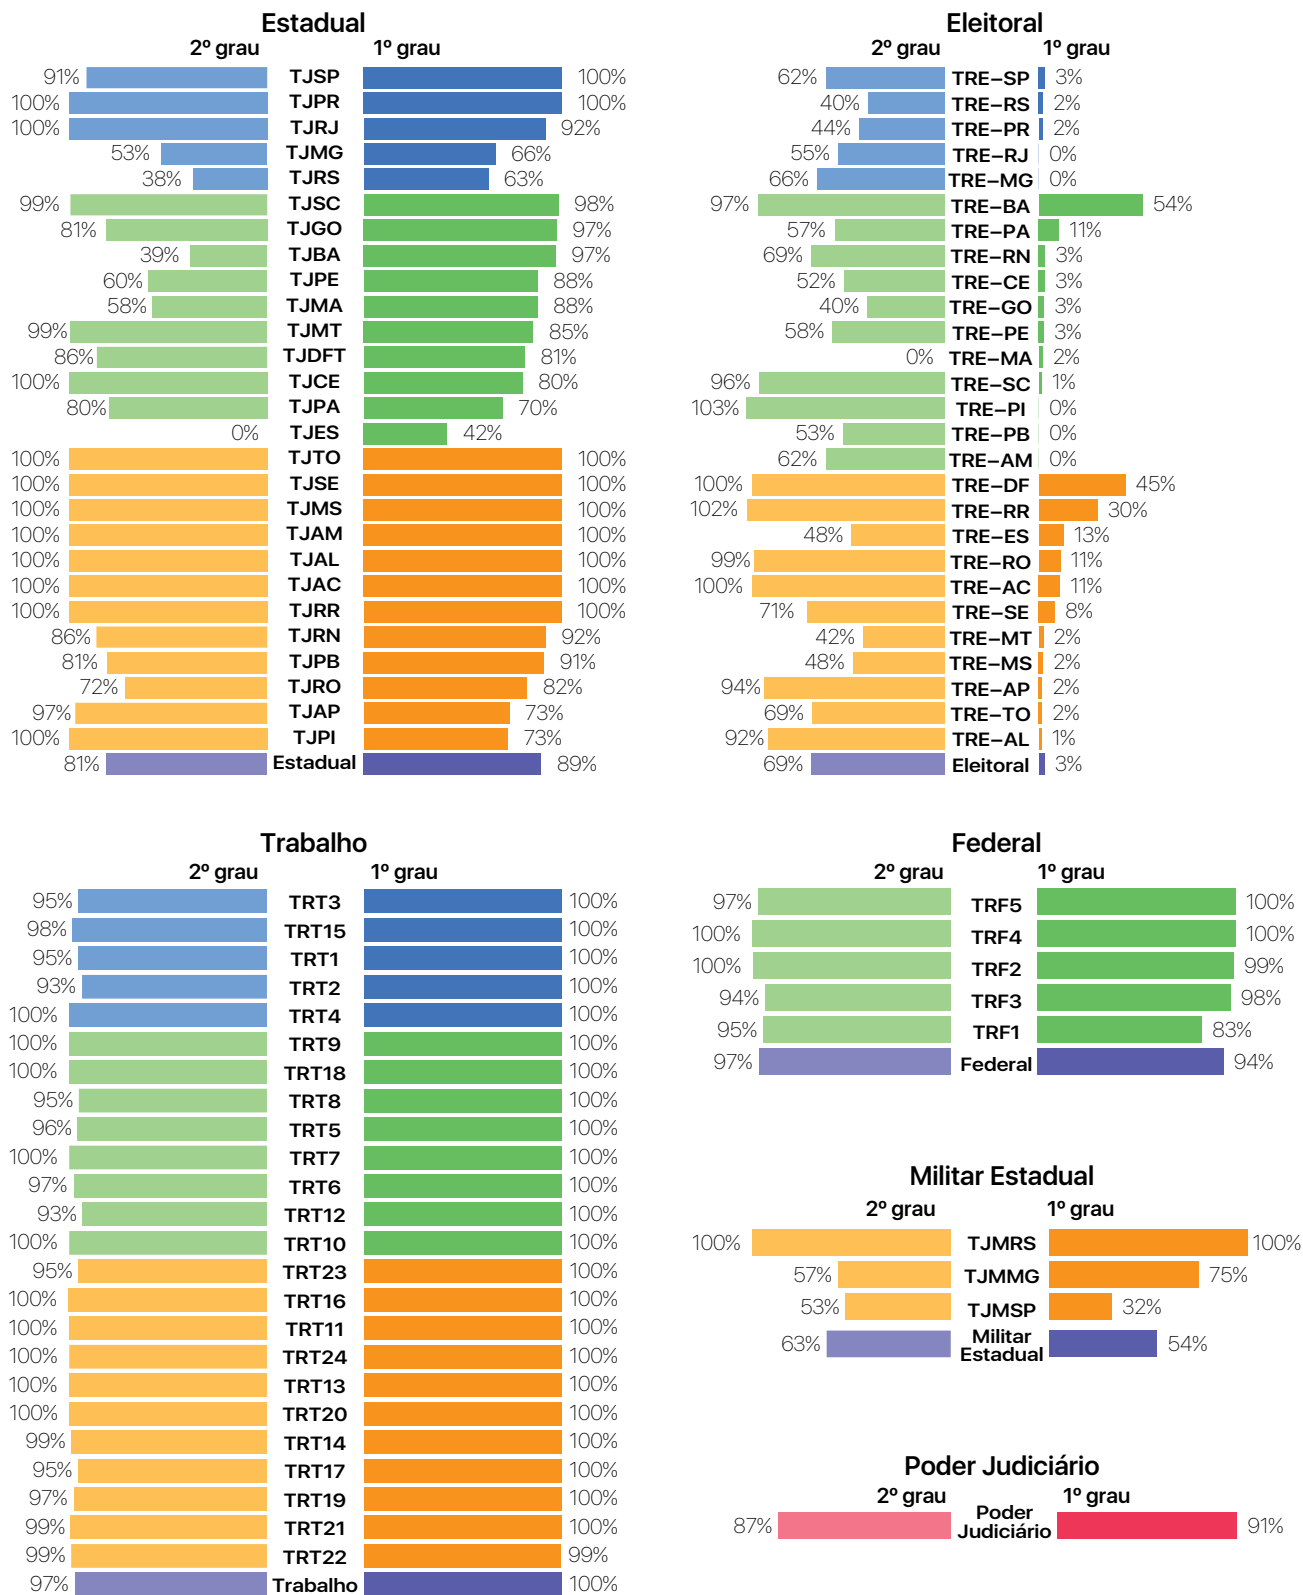 Estadual
2º grau 1º grau
91% TJSP 100%
100% TJPR 100%
100% TJRJ 92%
53% TJMG 66%
38% TJRS 63%
99% TJSC 98%
81% TJGO 97%
39% TJBA 97%
60% TJPE 88%
58% TJMA 88%
99% TJMT 85%
86% TJDFT 81%
100% TJCE 80%
80% TJPA 70%
0% TJES 42%
100% TJTO 100%
100% TJSE 100%
100% TJMS 100%
100% TJAM 100%
100% TJAL 100%
100% TJAC 100%
100% TJRR 100%
86% TJRN 92%
81% TJPB 91%
72% TJRO 82%
97% TJAP 73%
100% TJPI 73%
81% Estadual 89%
Eleitoral
2º grau 1º grau
62% TRE–SP 3%
40% TRE–RS 2%
44% TRE–PR 2%
55% TRE–RJ 0%
66% TRE–MG 0%
97% TRE–BA 54%
57% TRE–PA 11%
69% TRE–RN 3%
52% TRE–CE 3%
40% TRE–GO 3%
58% TRE–PE 3%
0% TRE–MA 2%
96% TRE–SC 1%
103% TRE–PI 0%
53% TRE–PB 0%
62% TRE–AM 0%
100% TRE–DF 45%
102% TRE–RR 30%
48% TRE–ES 13%
99% TRE–RO 11%
100% TRE–AC 11%
71% TRE–SE 8%
42% TRE–MT 2%
48% TRE–MS 2%
94% TRE–AP 2%
69% TRE–TO 2%
92% TRE–AL 1%
69% Eleitoral 3%
Trabalho
2º grau 1º grau
95% TRT3 100%
98% TRT15 100%
95% TRT1 100%
93% TRT2 100%
100% TRT4 100%
100% TRT9 100%
100% TRT18 100%
95% TRT8 100%
96% TRT5 100%
100% TRT7 100%
97% TRT6 100%
93% TRT12 100%
100% TRT10 100%
95% TRT23 100%
100% TRT16 100%
100% TRT11 100%
100% TRT24 100%
100% TRT13 100%
100% TRT20 100%
99% TRT14 100%
95% TRT17 100%
97% TRT19 100%
99% TRT21 100%
99% TRT22 99%
97% Trabalho 100%
Federal
2º grau 1º grau
97% TRF5 100%
100% TRF4 100%
100% TRF2 99%
94% TRF3 98%
95% TRF1 83%
97% Federal 94%
Militar Estadual
2º grau 1º grau
100% TJMRS 100%
57% TJMMG 75%
53% TJMSP 32%
63% Militar 54%
Estadual
Poder Judiciário
2º grau 1º grau
87% Poder 91%
Judiciário